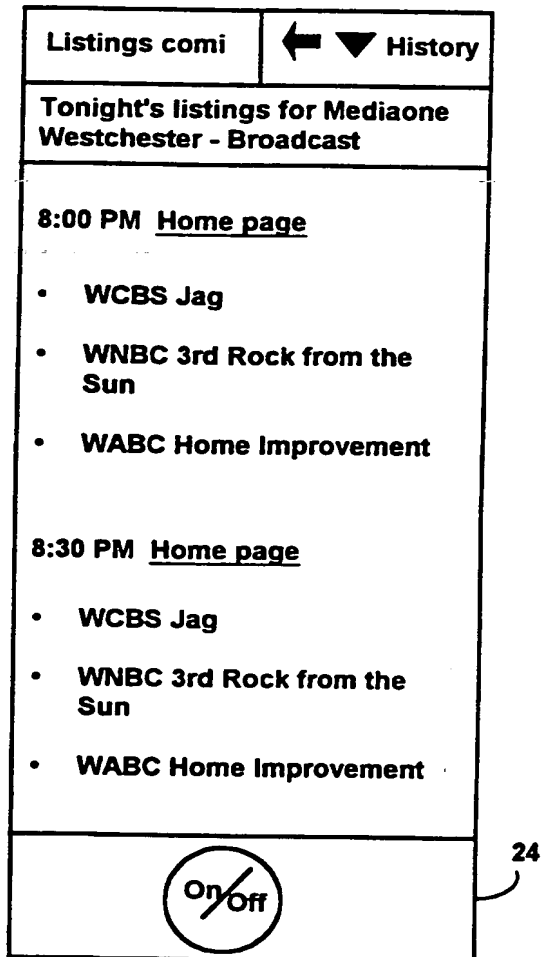 Listings comi
History
Tonight's listings for Mediaone
Westchester - Broadcast
8:00 PM Home page
• WCBS Jag
• WNBC 3rd Rock from the
Sun
• WABC Home Improvement
8:30 PM Home page
• WCBS Jag
• WNBC 3rd Rock from the
Sun
• WABC Home Improvement
On/Off
24